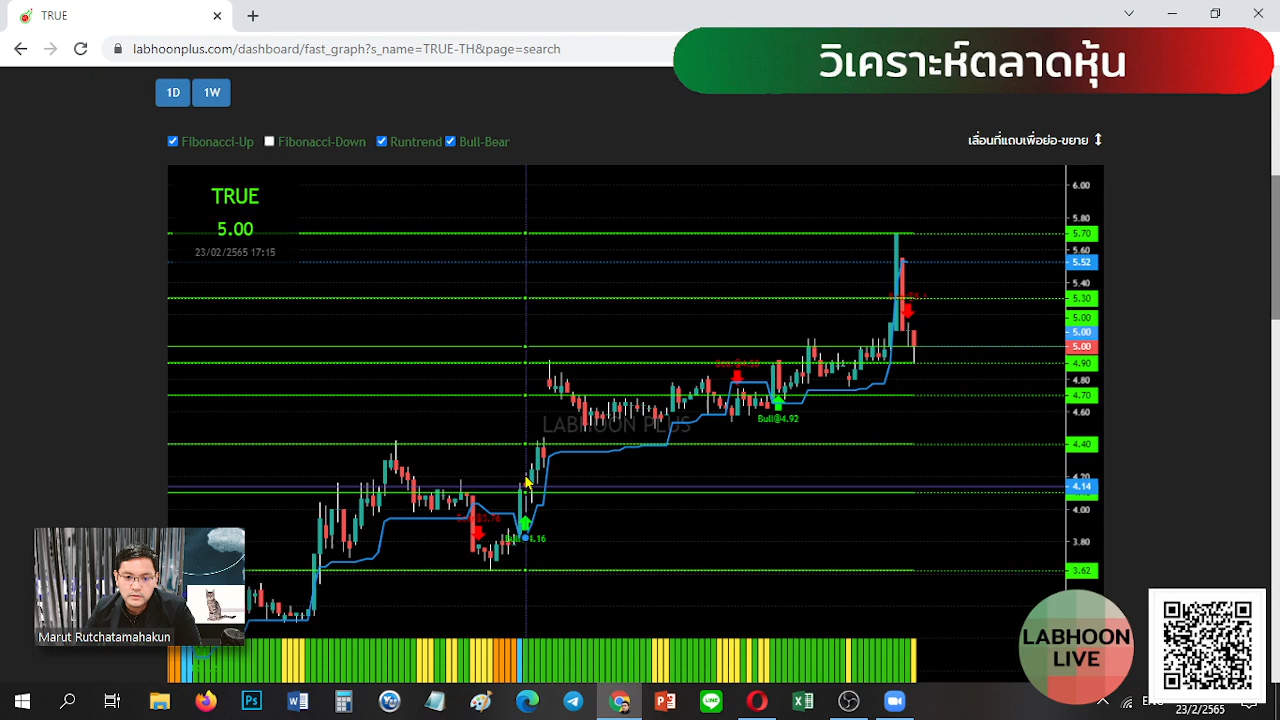 TRUE
labhoonplus.com/dashboard/fast_graph?s_name=TRUE-TH&page=search
วิเคราะห์ตลาดหุ้น
1D 1W
Fibonacci-Up Fibonacci-Down Runtrend Bull-Bear
เลื่อนที่แถบเพื่อย่อ-ขยาย
TRUE
5.00
23/02/2565 17:15
6.00
5.80
5.70
5.60
5.52
5.40
5.30
5.00
5.00
5.00
4.90
4.80
4.70
4.60
4.40
4.20
4.14
4.00
3.80
3.62
Bull@4.92
LABHOON PLUS
Marut Rutchatamahakun
LABHOON
LIVE
23/2/2565